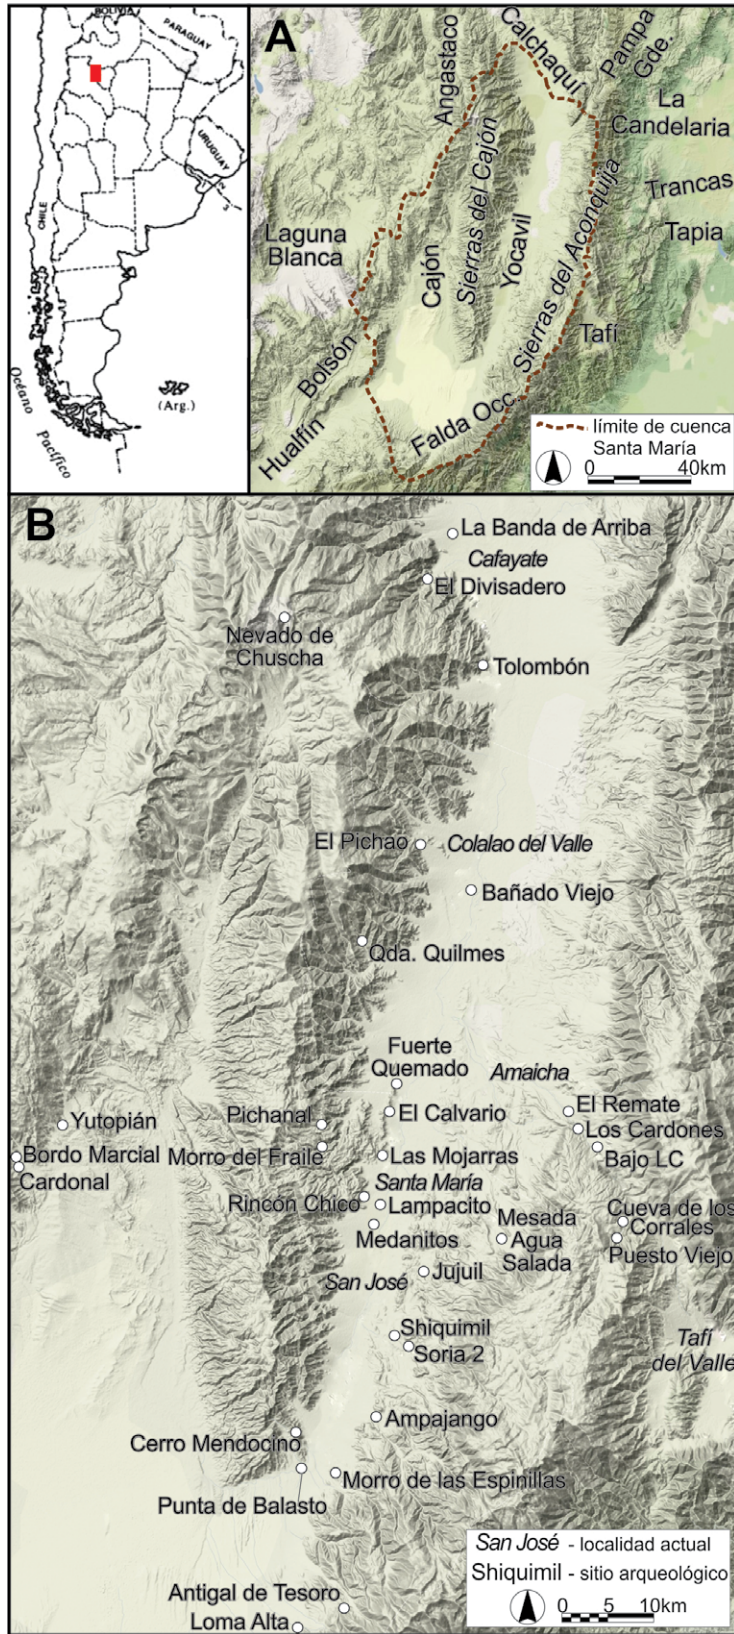 BOLIVIA
PARAGUAY
URUGUAY
CHILE
Océano
Pacífico
(Arg.)
A
Angastaco
Calchaquí
Pampa
Gde.
La
Candelaria
Trancas
Tapia
Laguna
Blanca
Cajón
Sierras del Cajón
Yocavil
Sierras del Aconquija
Tafí
Bolsón
Hualfín
Falda Occ.
límite de cuenca
Santa María
0 40km
B
La Banda de Arriba
Cafayate
El Divisadero
Nevado de
Chuscha
Tolombón
El Pichao
Colalao del Valle
Bañado Viejo
Qda. Quilmes
Fuerte
Quemado
Amaicha
El Remate
Yutopián
Pichanal
El Calvario
Los Cardones
Bordo Marcial
Morro del Fraile
Las Mojarras
Bajo LC
Cardonal
Santa María
Rincón Chico
Lampacito
Mesada
Agua
Salada
Cueva de los
Corrales
Medanitos
Puesto Viejo
San José
Jujuil
Shiquimil
Soria 2
Tafí
del Valle
Ampajango
Cerro Mendocino
Morro de las Espinillas
Punta de Balasto
San José - localidad actual
Shiquimil - sitio arqueológico
0 5 10km
Antigal de Tesoro
Loma Alta